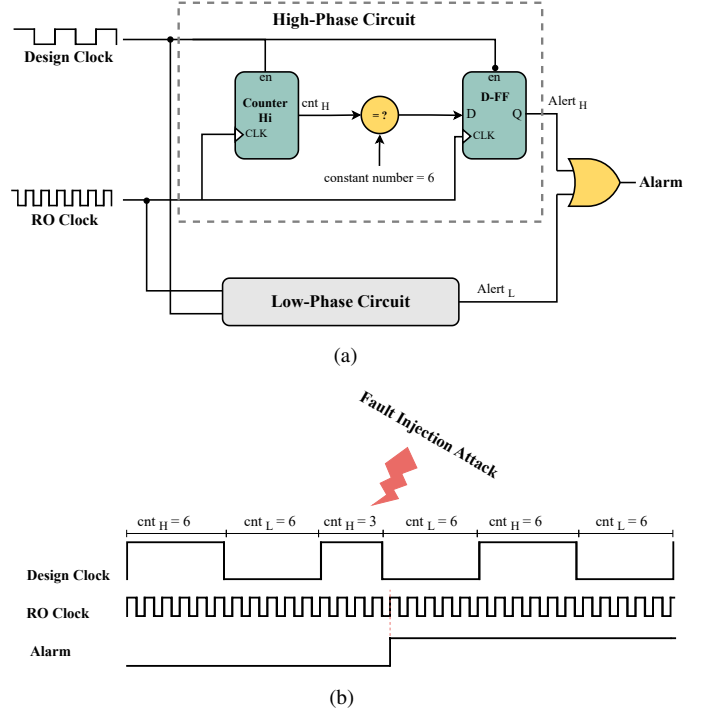 High-Phase Circuit
Design Clock
en
Counter
Hi
CLK
cnt H
= ?
constant number = 6
en
D-FF
D
Q
CLK
Alert H
Alarm
RO Clock
Low-Phase Circuit
Alert L
(a)
Fault Injection Attack
cnt H = 6
cnt L = 6
cnt H = 3
cnt L = 6
cnt H = 6
cnt L = 6
Design Clock
RO Clock
Alarm
(b)